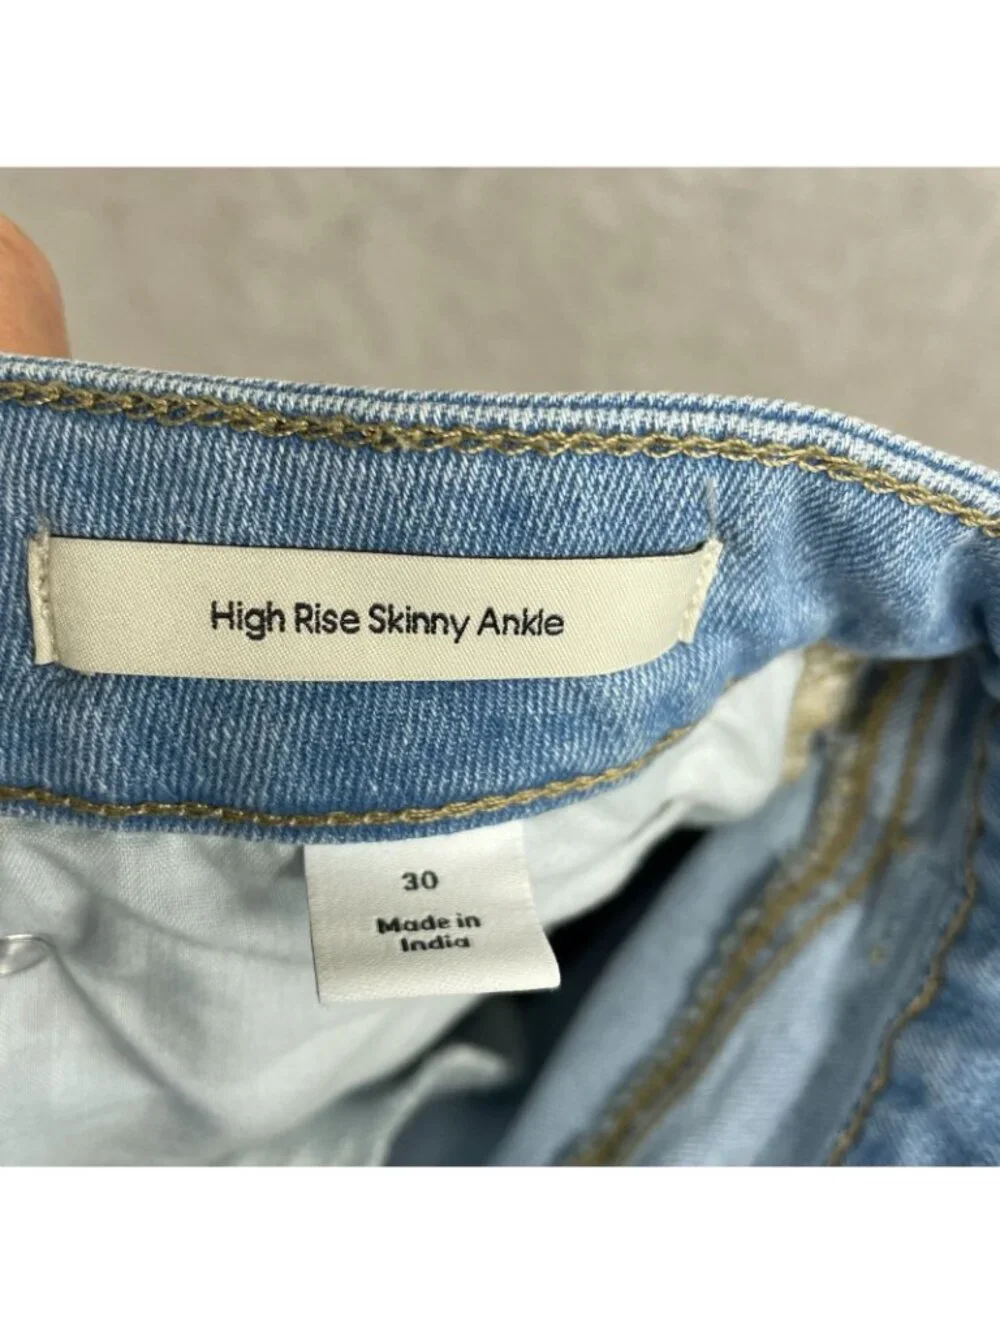 High Rise Skinny Ankle
30
Made in
India